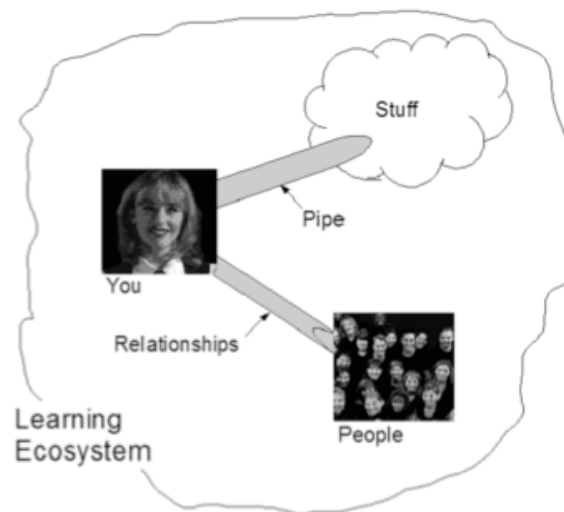 Stuff
Pipe
You
Relationships
People
Learning
Ecosystem